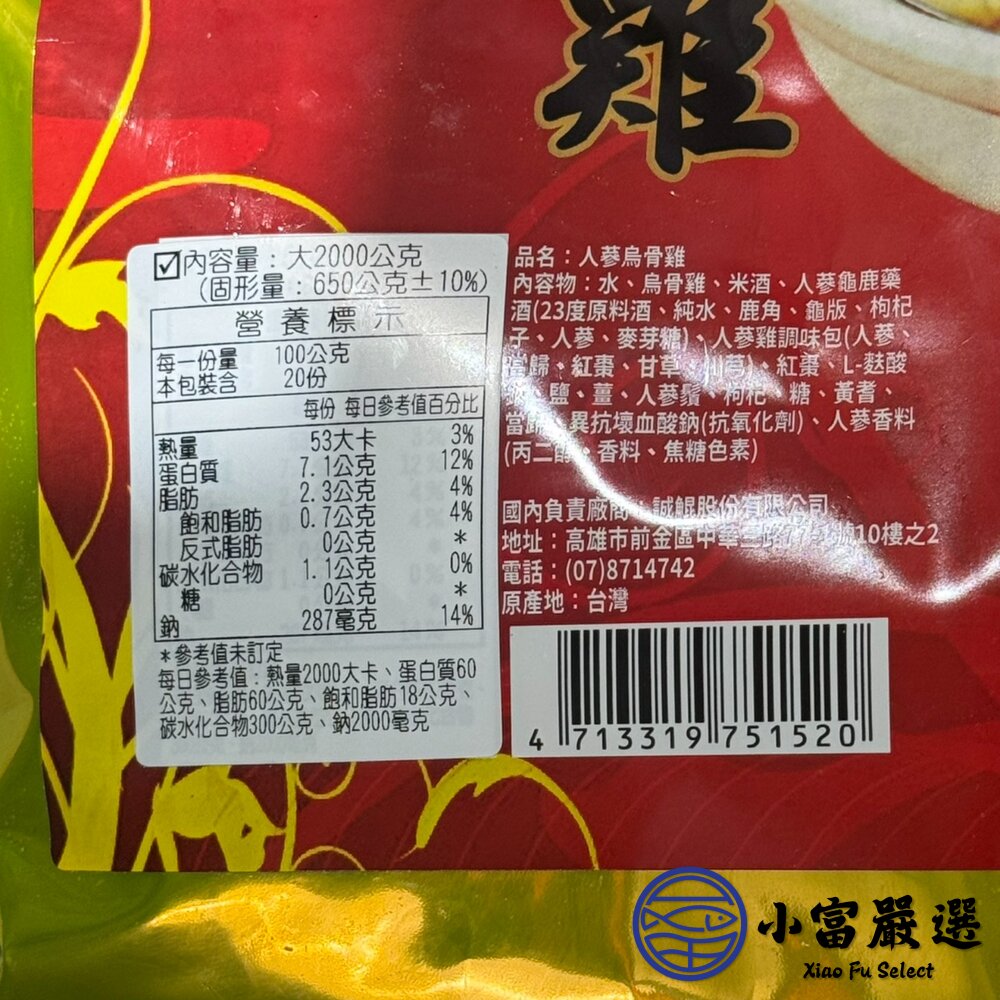 雞
☑內容量：大2000公克
(固形量：650公克±10%)
營養標示
每一份量 100公克
本包裝含 20份
每份 每日參考值百分比
熱量 53大卡 3%
蛋白質 7.1公克 12%
脂肪 2.3公克 4%
飽和脂肪 0.7公克 4%
反式脂肪 0公克 *
碳水化合物 1.1公克 0%
糖 0公克 *
鈉 287毫克 14%
*參考值未訂定
每日參考值：熱量2000大卡、蛋白質60
公克、脂肪60公克、飽和脂肪18公克、
碳水化合物300公克、鈉2000毫克
品名：人蔘烏骨雞
內容物：水、烏骨雞、米酒、人蔘龜鹿藥
酒(23度原料酒、純水、鹿角、龜版、枸杞
子、人蔘、麥芽糖)、人蔘雞調味包(人蔘、
當歸、紅棗、甘草、川芎)、紅棗、L-麩酸
鹽、薑、人蔘鬚、枸杞、糖、黃耆、
當歸、異抗壞血酸鈉(抗氧化劑)、人蔘香料
(丙二醇、香料、焦糖色素)
國內負責廠商：誠鯤股份有限公司
地址：高雄市前金區中華三路號10樓之2
電話：(07)8714742
原產地：台灣
4 713319 751520
小富嚴選
Xiao Fu Select